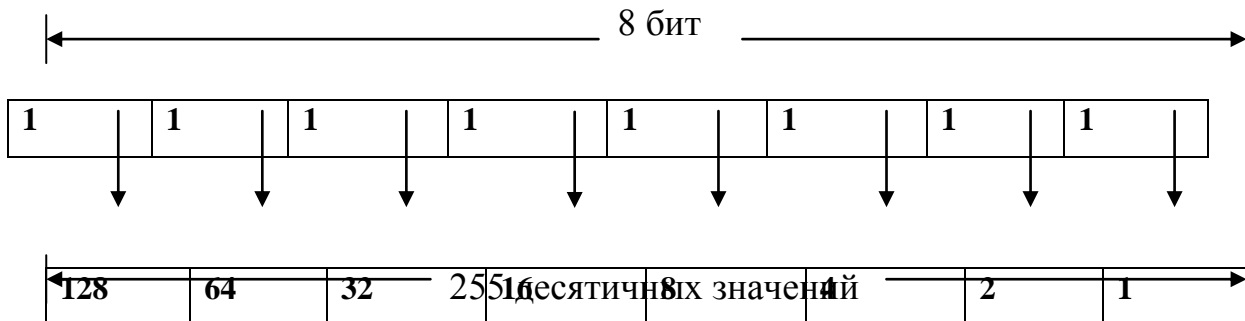 8 бит
1 1 1 1 1 1 1 1
128 64 32 16 8 4 2 1
255 десятичных значений